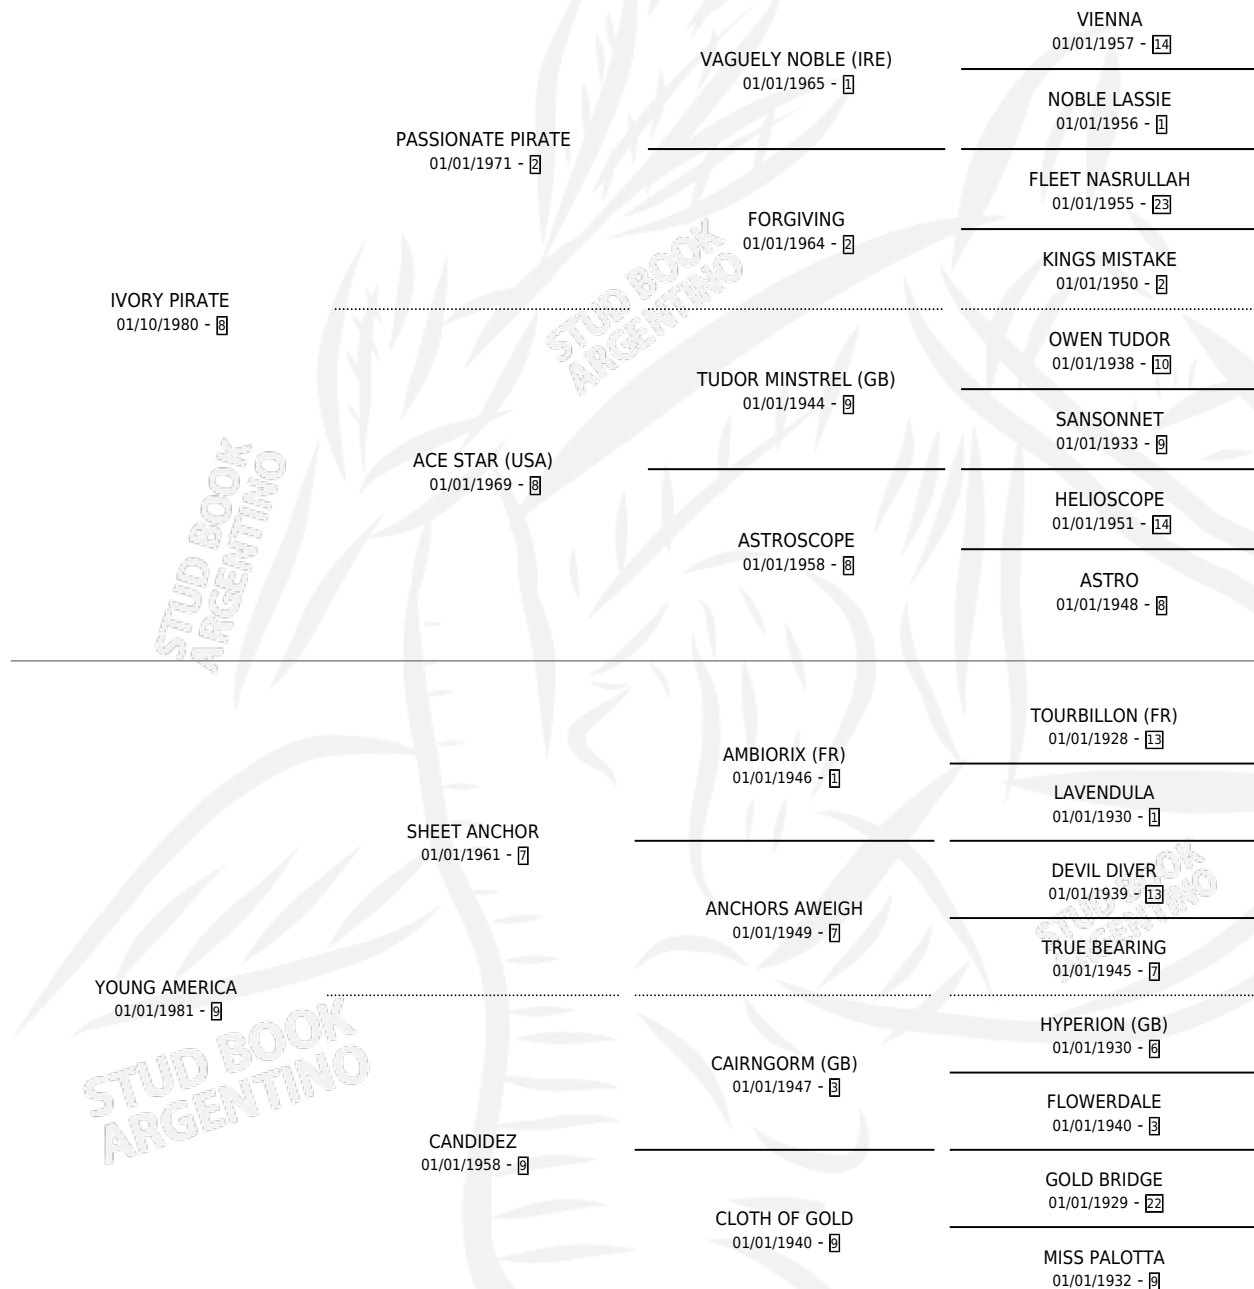 VIENNA
01/01/1957 - 14
VAGUELY NOBLE (IRE)
01/01/1965 - 1
NOBLE LASSIE
01/01/1956 - 1
PASSIONATE PIRATE
01/01/1971 - 2
FLEET NASRULLAH
01/01/1955 - 23
FORGIVING
01/01/1964 - 2
KINGS MISTAKE
01/01/1950 - 2
IVORY PIRATE
01/10/1980 - 8
OWEN TUDOR
01/01/1938 - 10
TUDOR MINSTREL (GB)
01/01/1944 - 9
SANSONNET
01/01/1933 - 9
ACE STAR (USA)
01/01/1969 - 8
HELIOSCOPE
01/01/1951 - 14
ASTROSCOPE
01/01/1958 - 8
ASTRO
01/01/1948 - 8
TOURBILLON (FR)
01/01/1928 - 13
AMBIORIX (FR)
01/01/1946 - 1
LAVENDULA
01/01/1930 - 1
SHEET ANCHOR
01/01/1961 - 7
DEVIL DIVER
01/01/1939 - 13
ANCHORS AWEIGH
01/01/1949 - 7
TRUE BEARING
01/01/1945 - 7
YOUNG AMERICA
01/01/1981 - 9
HYPERION (GB)
01/01/1930 - 6
CAIRNGORM (GB)
01/01/1947 - 3
FLOWERDALE
01/01/1940 - 3
CANDIDEZ
01/01/1958 - 9
GOLD BRIDGE
01/01/1929 - 22
CLOTH OF GOLD
01/01/1940 - 9
MISS PALOTTA
01/01/1932 - 9
STUD BOOK
ARGENTINO
STUD BOOK
ARGENTINO
STUD BOOK
ARGENTINO
STUD BOOK
ARGENTINO